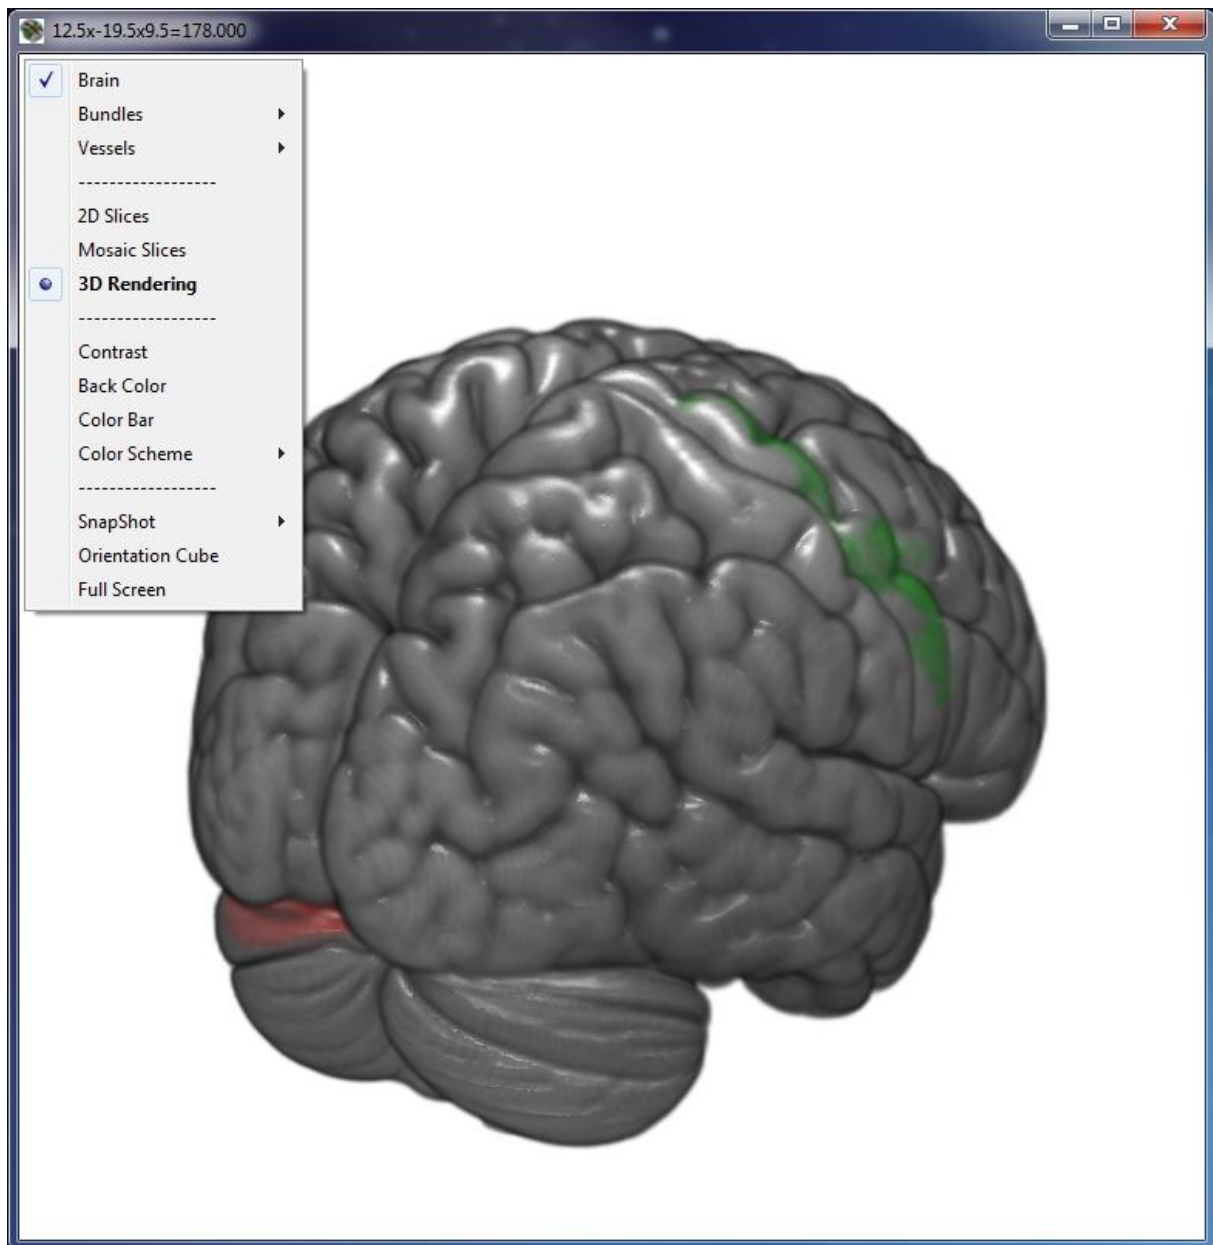 12.5x-19.5x9.5=178.000
Brain
Bundles
Vessels
------------------
2D Slices
Mosaic Slices
3D Rendering
------------------
Contrast
Back Color
Color Bar
Color Scheme
------------------
SnapShot
Orientation Cube
Full Screen